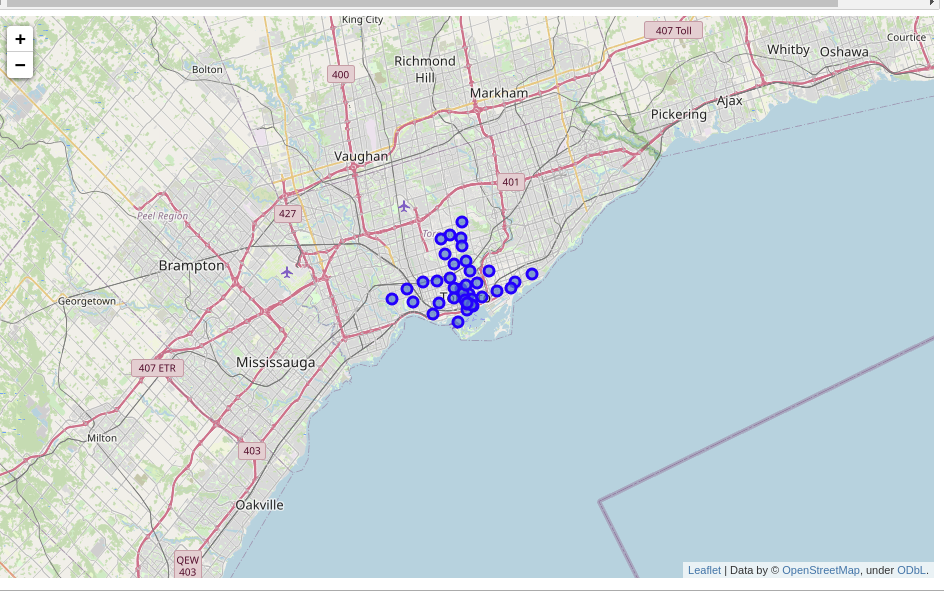 King City
407 Toll
+
−
Courtice
Whitby
Oshawa
Richmond
Hill
Bolton
400
Markham
Ajax
Pickering
Vaughan
401
Peel Region
427
Brampton
Georgetown
Mississauga
407 ETR
Milton
403
Oakville
QEW
403
Leaflet | Data by © OpenStreetMap, under ODbL.